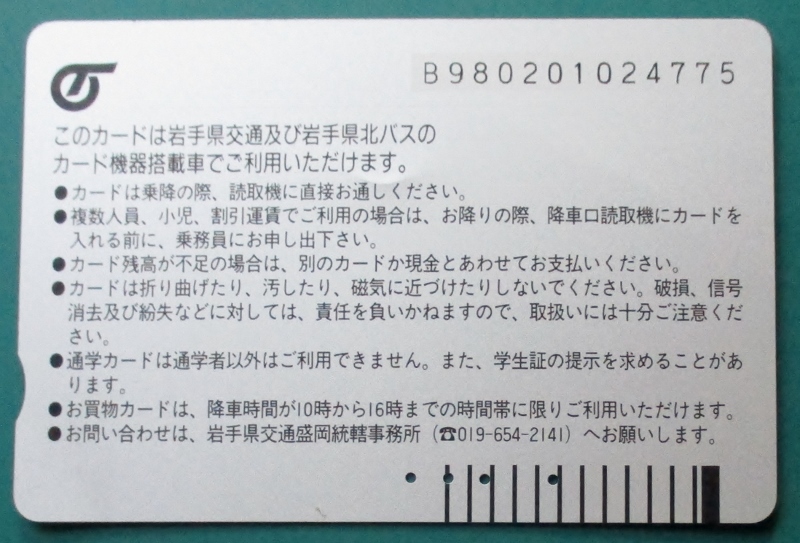 B980201024775
このカードは岩手県交通及び岩手県北バスの
カード機器搭載車でご利用いただけます。
●カードは乗降の際、読取機に直接お通しください。
●複数人員、小児、割引運賃でご利用の場合は、お降りの際、降車口読取機にカードを
入れる前に、乗務員にお申し出下さい。
●カード残高が不足の場合は、別のカードか現金とあわせてお支払いください。
●カードは折り曲げたり、汚したり、磁気に近づけたりしないでください。破損、信号
消去及び紛失などに対しては、責任を負いかねますので、取扱いには十分ご注意くだ
さい。
●通学カードは通学者以外はご利用できません。また、学生証の提示を求めることがあ
ります。
●お買物カードは、降車時間が10時から16時までの時間帯に限りご利用いただけます。
●お問い合わせは、岩手県交通盛岡統轄事務所（☎019-654-2141）へお願いします。